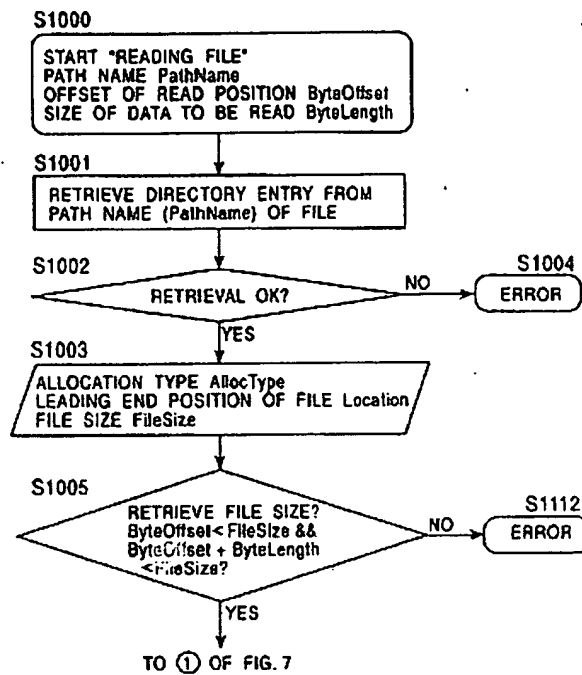 S1000
START "READING FILE"
PATH NAME PathName
OFFSET OF READ POSITION ByteOffset
SIZE OF DATA TO BE READ ByteLength
S1001
RETRIEVE DIRECTORY ENTRY FROM
PATH NAME (PathName) OF FILE
S1002
RETRIEVAL OK?
NO
S1004
ERROR
YES
S1003
ALLOCATION TYPE AllocType
LEADING END POSITION OF FILE Location
FILE SIZE FileSize
S1005
RETRIEVE FILE SIZE?
ByteOffset < FileSize &&
ByteOffset + ByteLength
<FileSize?
NO
S1112
ERROR
YES
TO ① OF FIG. 7